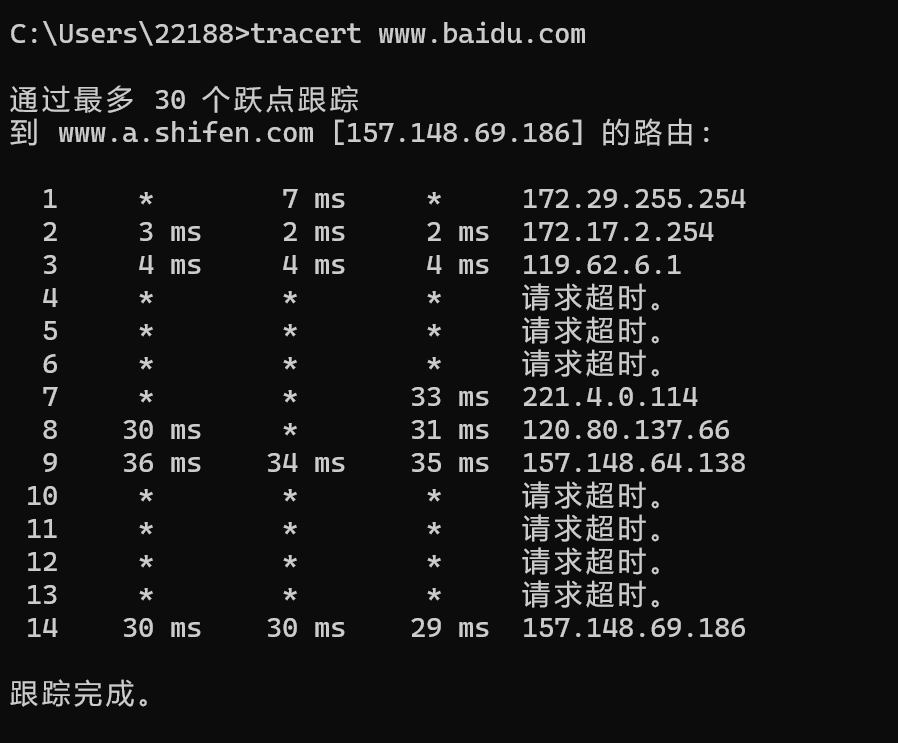 C:\Users\22188>tracert www.baidu.com
通过最多 30 个跃点跟踪
到 www.a.shifen.com [157.148.69.186] 的路由:
1 * 7 ms * 172.29.255.254
2 3 ms 2 ms 2 ms 172.17.2.254
3 4 ms 4 ms 4 ms 119.62.6.1
4 * * * 请求超时。
5 * * * 请求超时。
6 * * * 请求超时。
7 * * 33 ms 221.4.0.114
8 30 ms * 31 ms 120.80.137.66
9 36 ms 34 ms 35 ms 157.148.64.138
10 * * * 请求超时。
11 * * * 请求超时。
12 * * * 请求超时。
13 * * * 请求超时。
14 30 ms 30 ms 29 ms 157.148.69.186
跟踪完成。